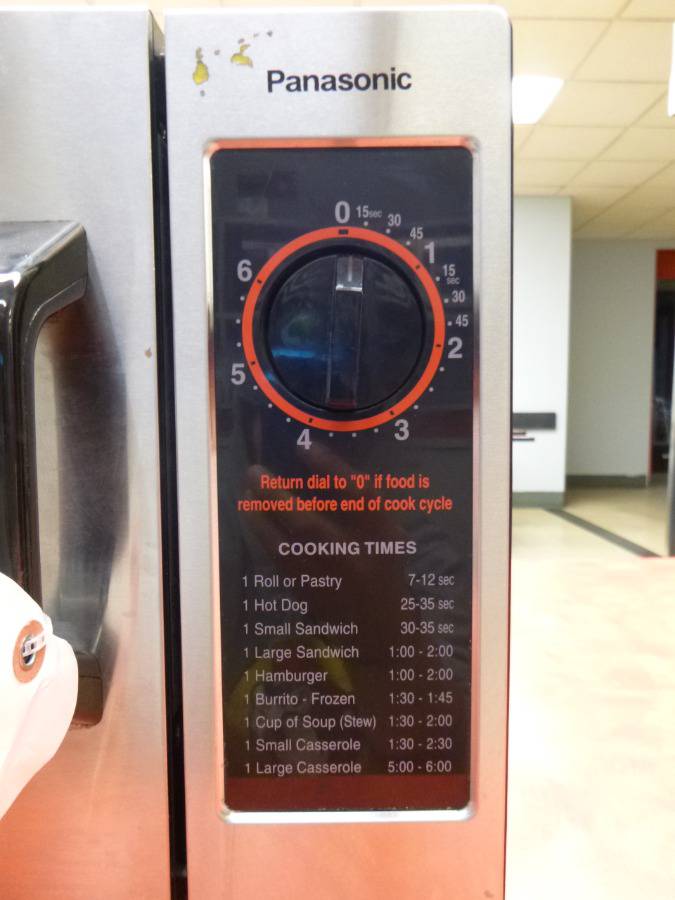 Panasonic
0 15 sec 30 45 1 15 sec 30 45 2 3 4 5 6
Return dial to "0" if food is
removed before end of cook cycle
COOKING TIMES
1 Roll or Pastry 7-12 sec
1 Hot Dog 25-35 sec
1 Small Sandwich 30-35 sec
1 Large Sandwich 1:00 - 2:00
1 Hamburger 1:00 - 2:00
1 Burrito - Frozen 1:30 - 1:45
1 Cup of Soup (Stew) 1:30 - 2:00
1 Small Casserole 1:30 - 2:30
1 Large Casserole 5:00 - 6:00